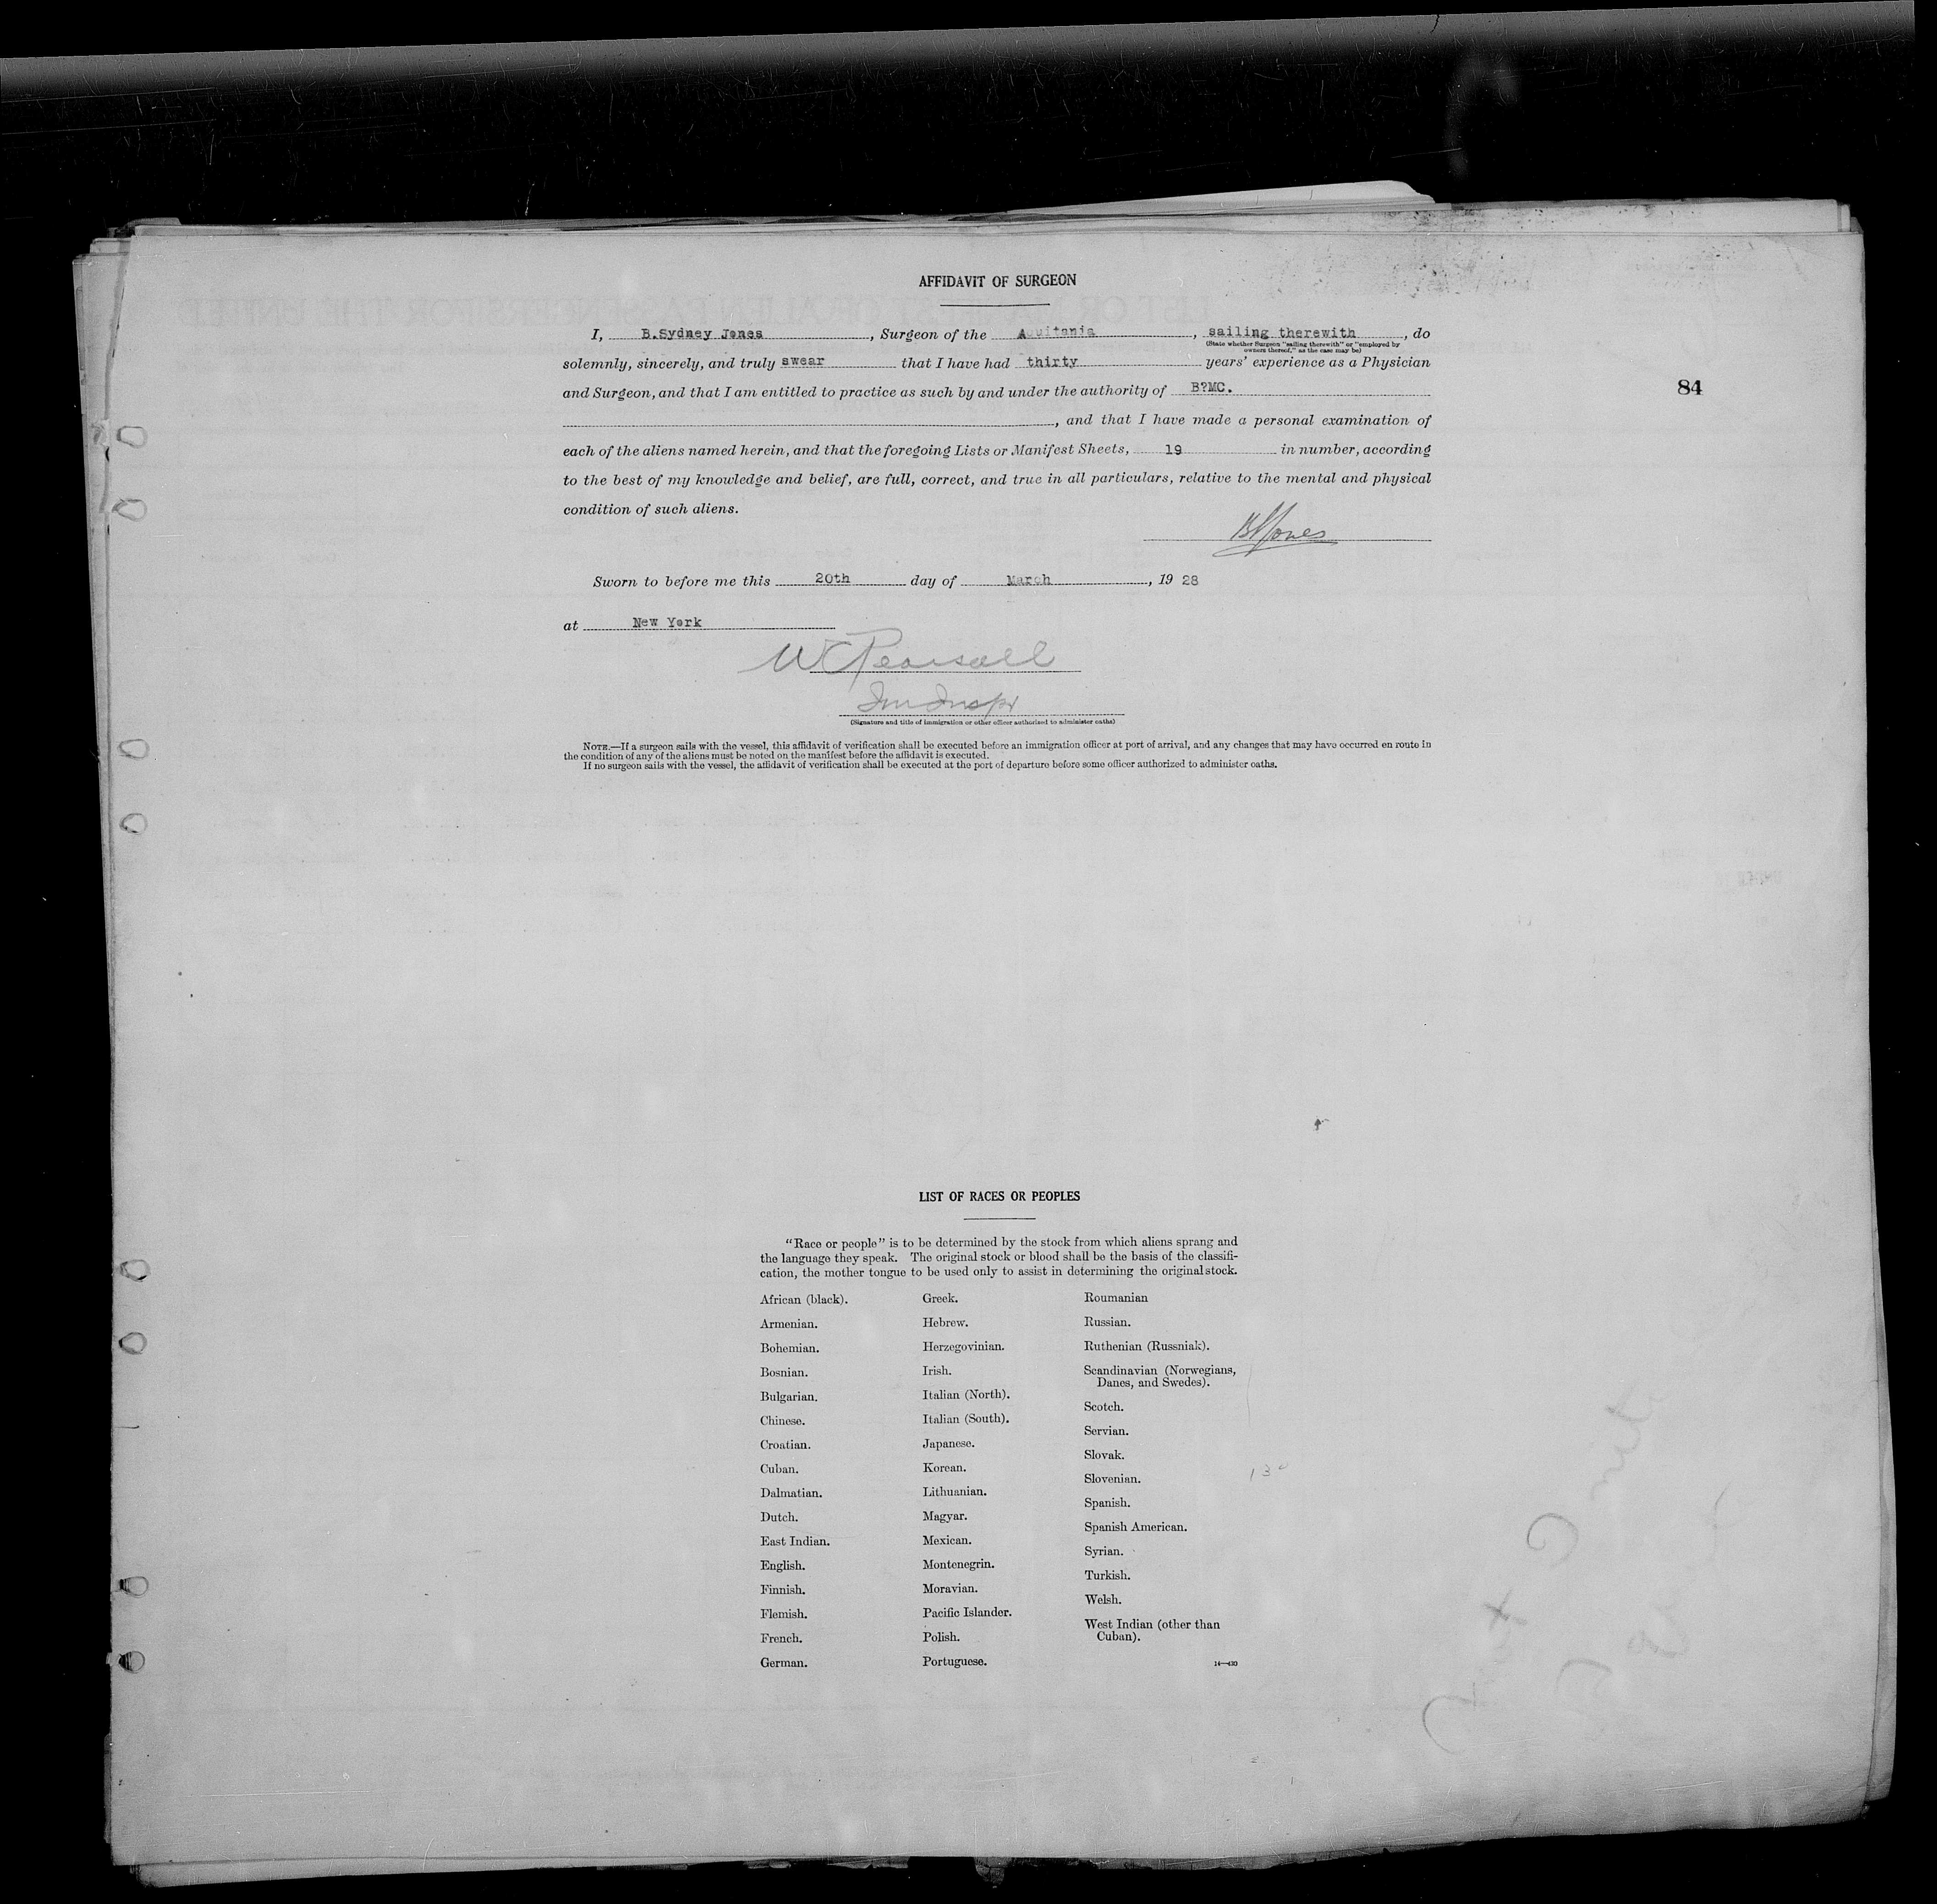 AFFIDAVIT OF SURGEON
I, B.Sydney Jones, Surgeon of the Aquitania, sailing therewith, do
(State whether Surgeon "sailing therewith" or "employed by
owners thereof," as the case may be)
solemnly, sincerely, and truly swear that I have had thirty years' experience as a Physician
84
and Surgeon, and that I am entitled to practice as such by and under the authority of B?MC.
, and that I have made a personal examination of
each of the aliens named herein, and that the foregoing Lists or Manifest Sheets, 19 in number, according
to the best of my knowledge and belief, are full, correct, and true in all particulars, relative to the mental and physical
condition of such aliens.
BSJones
Sworn to before me this 20th day of March, 19 28
at New York
WC Pearsall
Im Inspr
(Signature and title of immigration or other officer authorized to administer oaths)
NOTE.—If a surgeon sails with the vessel, this affidavit of verification shall be executed before an immigration officer at port of arrival, and any changes that may have occurred en route in
the condition of any of the aliens must be noted on the manifest before the affidavit is executed.
If no surgeon sails with the vessel, the affidavit of verification shall be executed at the port of departure before some officer authorized to administer oaths.
LIST OF RACES OR PEOPLES
"Race or people" is to be determined by the stock from which aliens sprang and
the language they speak. The original stock or blood shall be the basis of the classifi-
cation, the mother tongue to be used only to assist in determining the original stock.
African (black).
Armenian.
Bohemian.
Bosnian.
Bulgarian.
Chinese.
Croatian.
Cuban.
Dalmatian.
Dutch.
East Indian.
English.
Finnish.
Flemish.
French.
German.
Greek.
Hebrew.
Herzegovinian.
Irish.
Italian (North).
Italian (South).
Japanese.
Korean.
Lithuanian.
Magyar.
Mexican.
Montenegrin.
Moravian.
Pacific Islander.
Polish.
Portuguese.
Roumanian
Russian.
Ruthenian (Russniak).
Scandinavian (Norwegians,
Danes, and Swedes).
Scotch.
Servian.
Slovak.
Slovenian.
Spanish.
Spanish American.
Syrian.
Turkish.
Welsh.
West Indian (other than
Cuban).
14—430